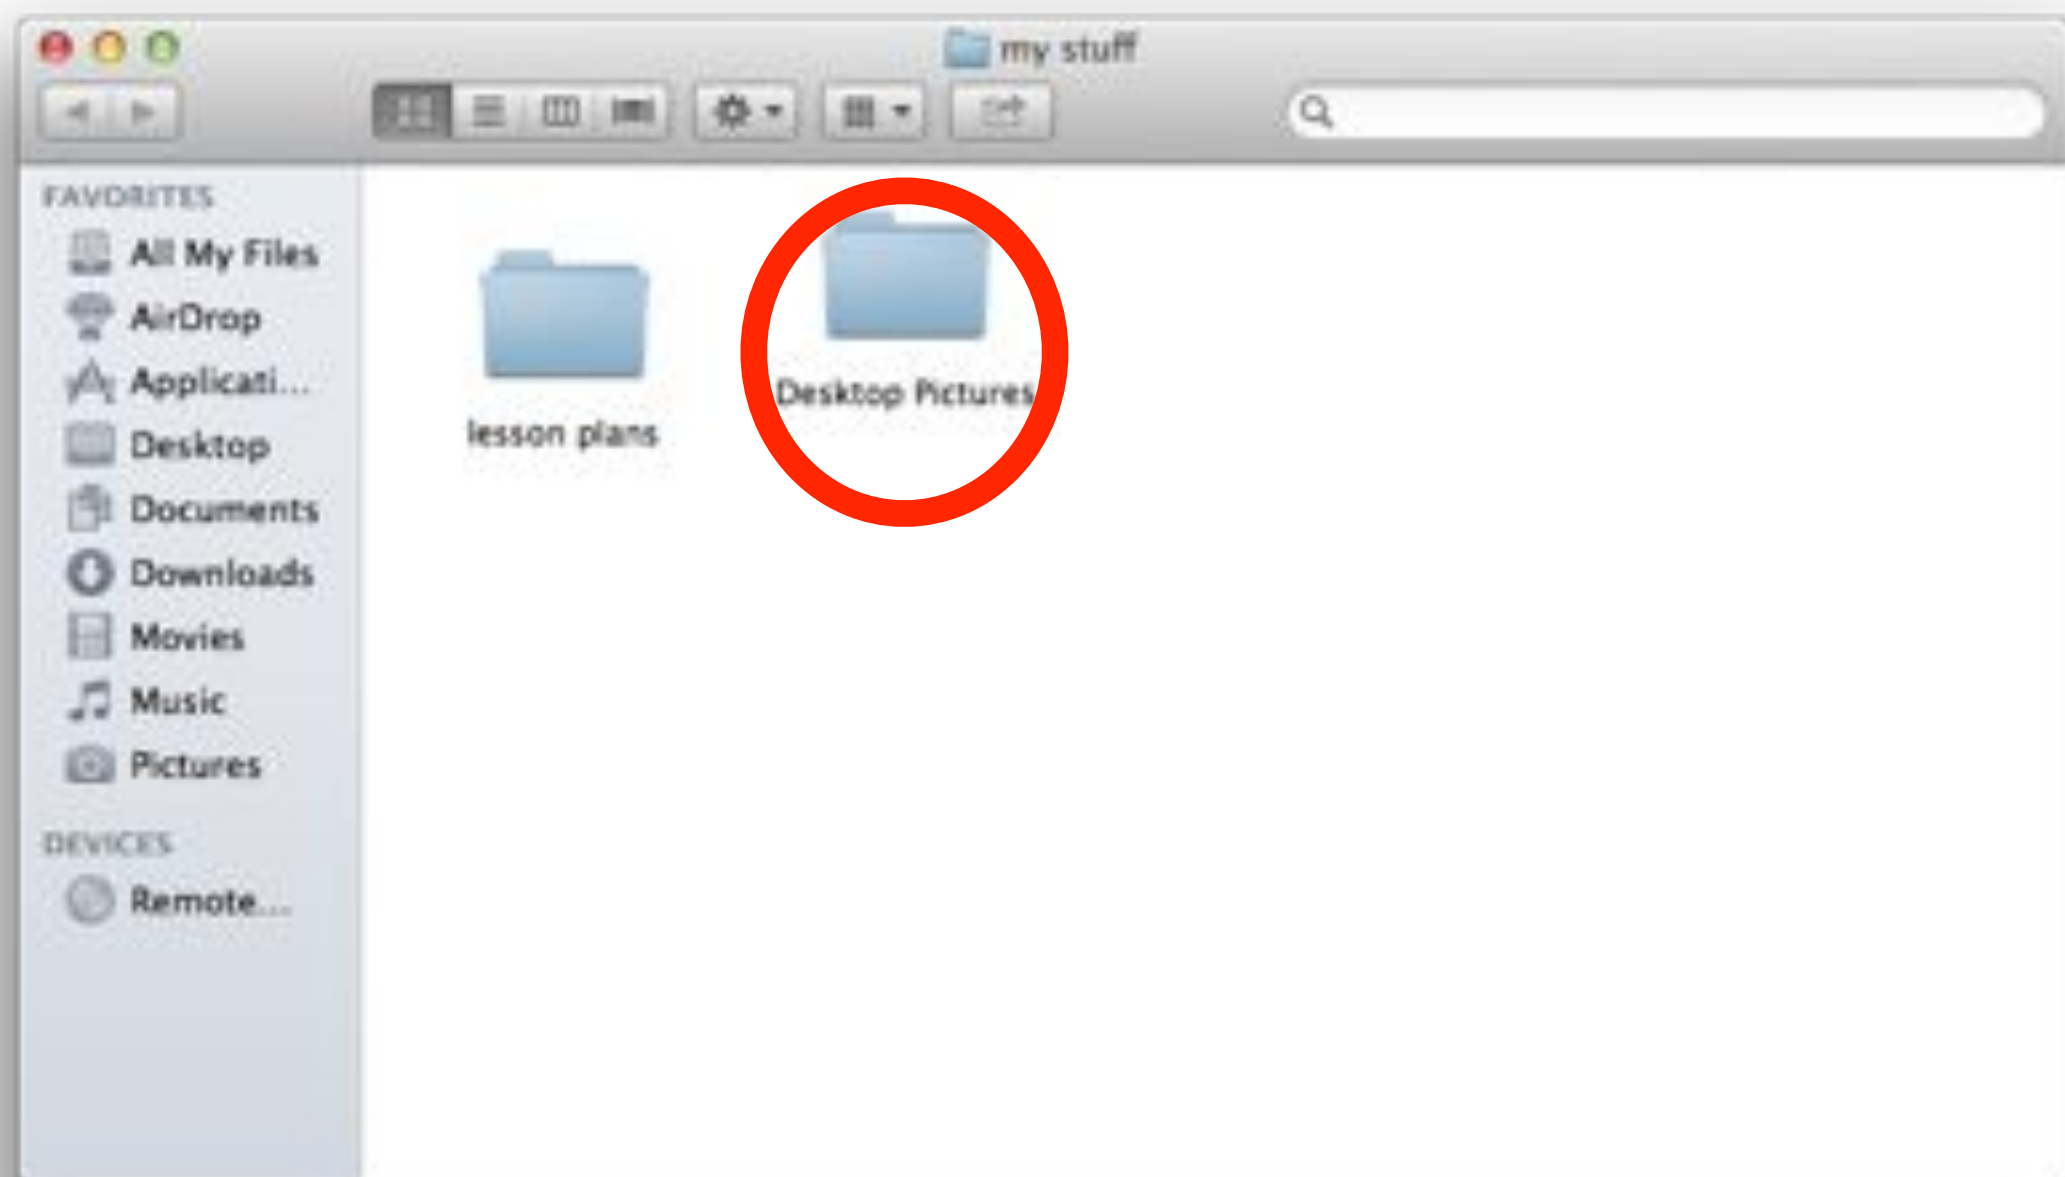 my stuff
FAVORITES
All My Files
AirDrop
Applicati...
Desktop
Documents
Downloads
Movies
Music
Pictures
DEVICES
Remote...
lesson plans
Desktop Pictures